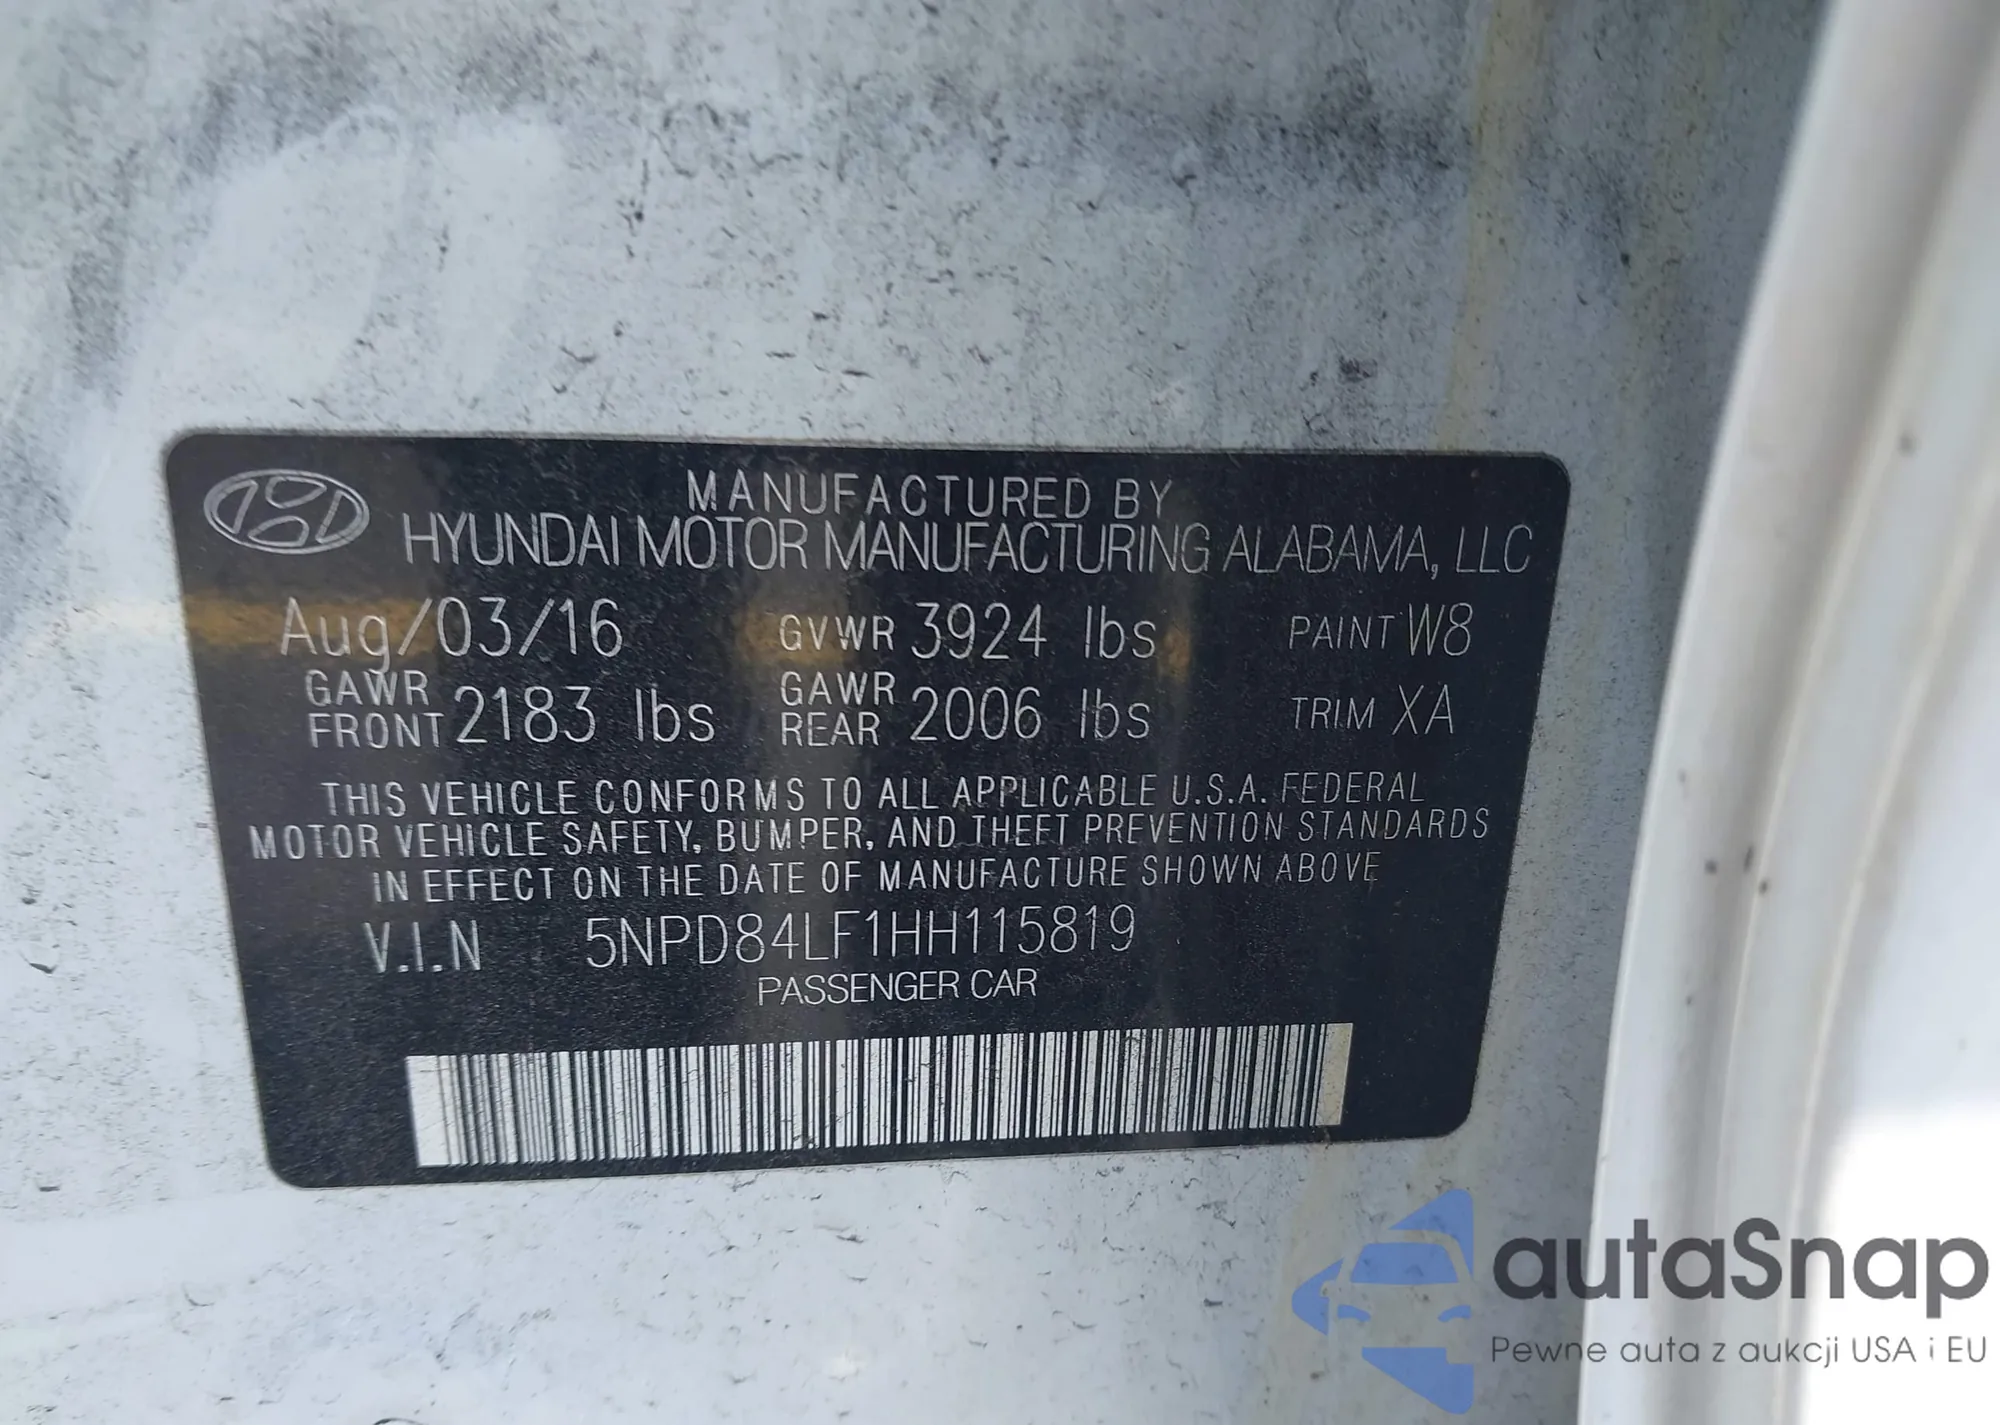 MANUFACTURED BY
HYUNDAI MOTOR MANUFACTURING ALABAMA, LLC
Aug/03/16 GVWR 3924 lbs PAINT W8
GAWR FRONT 2183 lbs GAWR REAR 2006 lbs TRIM XA
THIS VEHICLE CONFORMS TO ALL APPLICABLE U.S.A. FEDERAL
MOTOR VEHICLE SAFETY, BUMPER, AND THEFT PREVENTION STANDARDS
IN EFFECT ON THE DATE OF MANUFACTURE SHOWN ABOVE
V.I.N 5NPD84LF1HH115819
PASSENGER CAR
autaSnap
Pewne auta z aukcji USA i EU